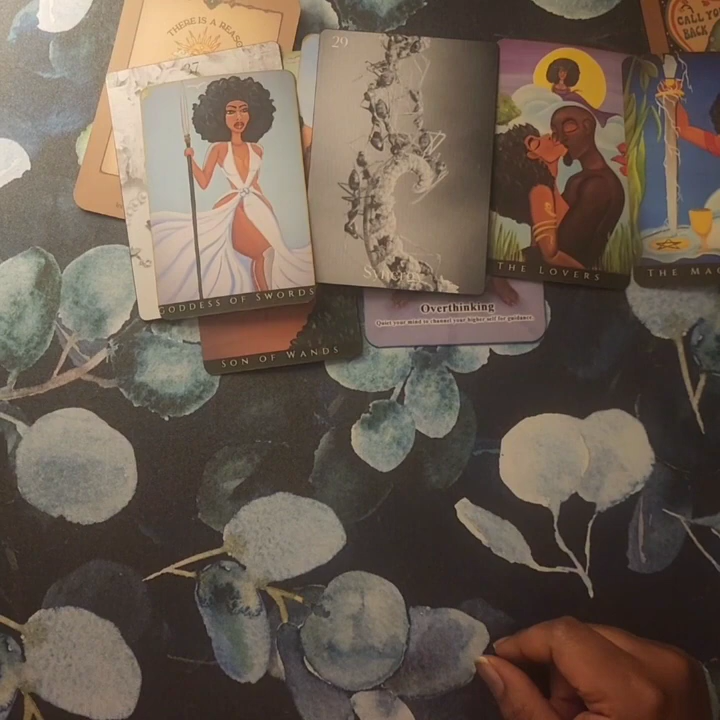 THERE IS A REASON
CALL YOU
BACK
29
GODDESS OF SWORDS
THE LOVERS
THE MAG
Overthinking
Quiet your mind to channel your higher self for guidance.
SON OF WANDS